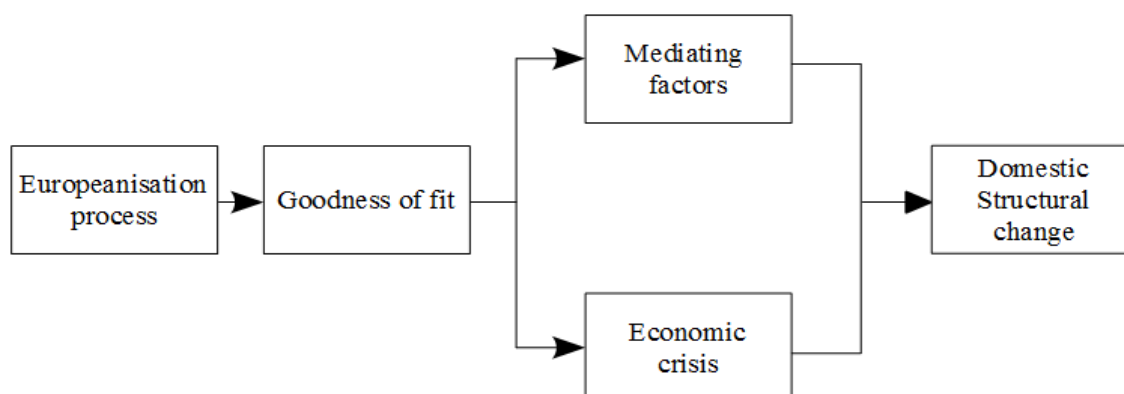 Europeanisation
process
Goodness of fit
Mediating
factors
Economic
crisis
Domestic
Structural
change